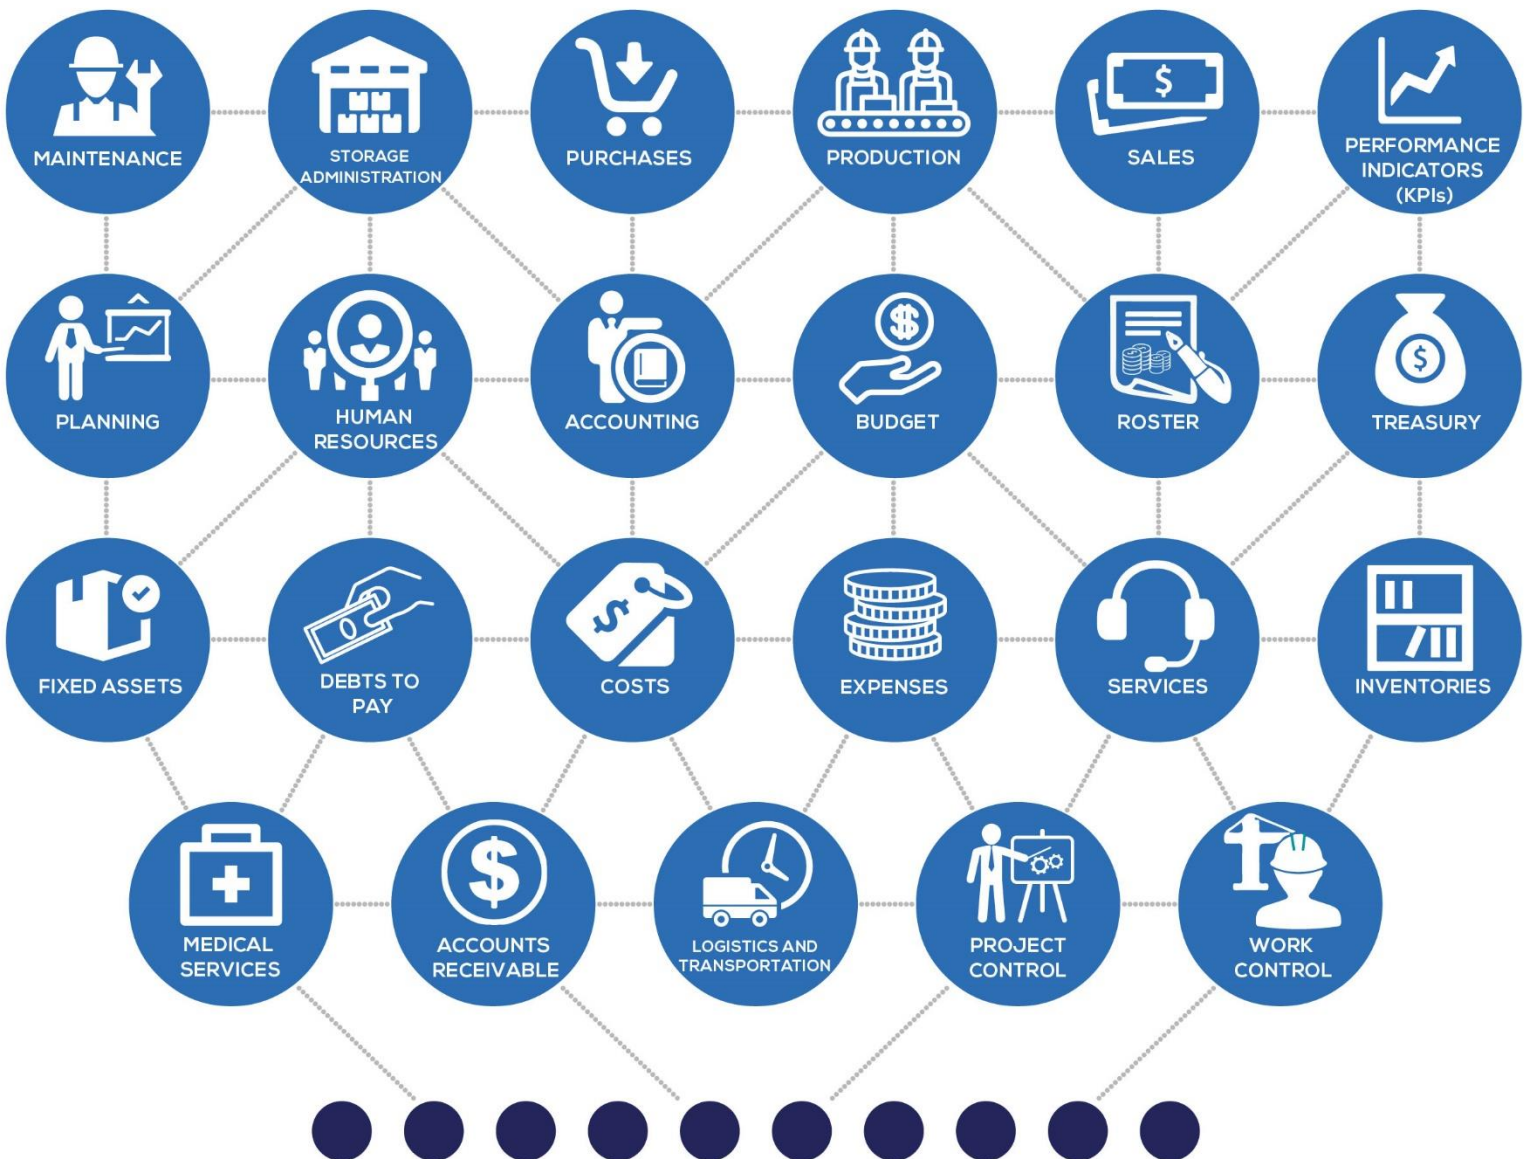 MAINTENANCE
STORAGE
ADMINISTRATION
PURCHASES
$
PRODUCTION
SALES
PERFORMANCE
INDICATORS
(KPIs)
PLANNING
HUMAN
RESOURCES
ACCOUNTING
$
BUDGET
ROSTER
$
TREASURY
FIXED ASSETS
DEBTS TO
PAY
$
COSTS
EXPENSES
SERVICES
INVENTORIES
MEDICAL
SERVICES
$
ACCOUNTS
RECEIVABLE
LOGISTICS AND
TRANSPORTATION
PROJECT
CONTROL
WORK
CONTROL